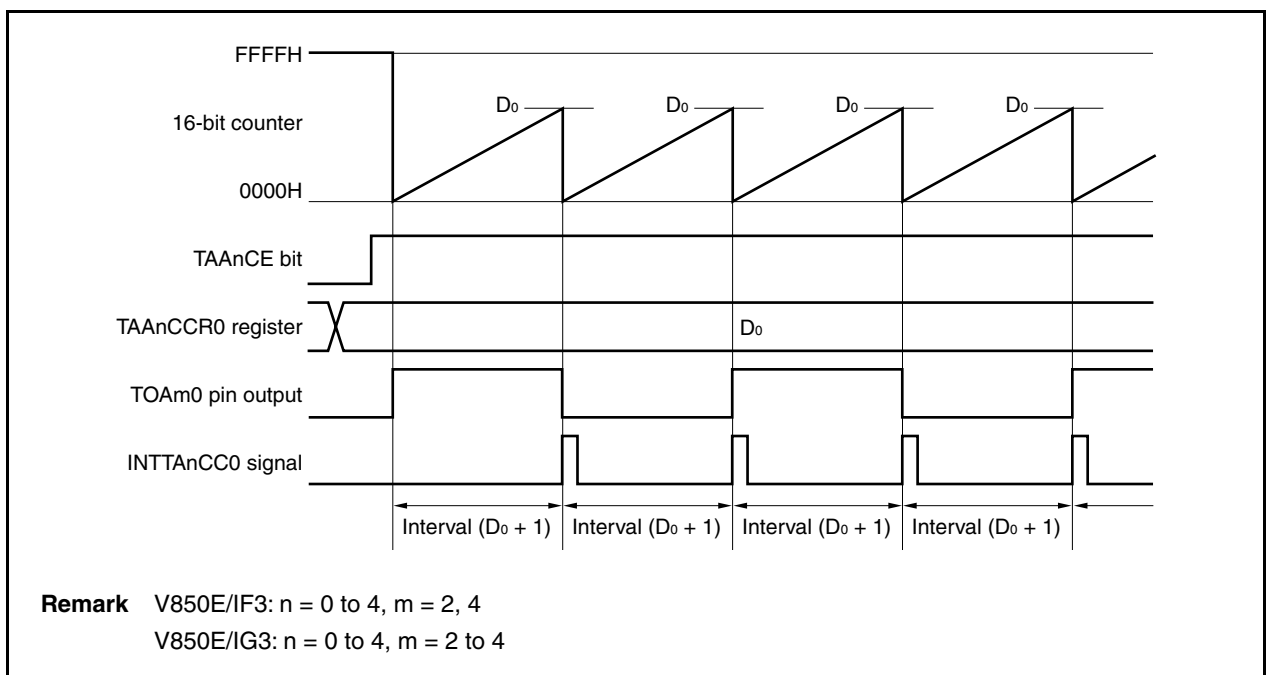 FFFFH
D0 D0 D0 D0
16-bit counter
0000H
TAAnCE bit
TAAnCCR0 register
D0
TOAm0 pin output
INTTAnCC0 signal
Interval (D0 + 1) Interval (D0 + 1) Interval (D0 + 1) Interval (D0 + 1)
Remark V850E/IF3: n = 0 to 4, m = 2, 4
V850E/IG3: n = 0 to 4, m = 2 to 4